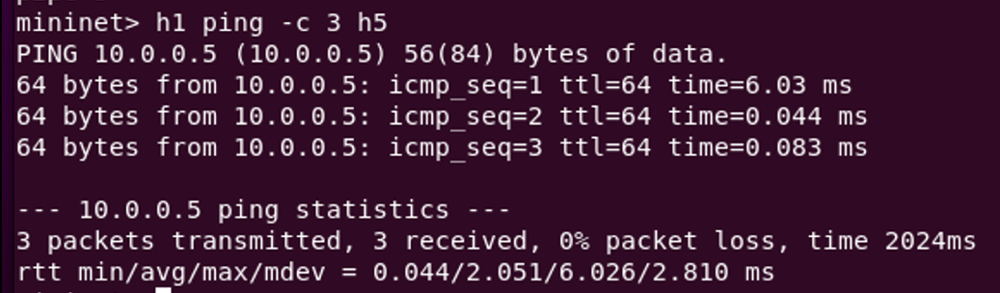 mininet> h1 ping -c 3 h5
PING 10.0.0.5 (10.0.0.5) 56(84) bytes of data.
64 bytes from 10.0.0.5: icmp_seq=1 ttl=64 time=6.03 ms
64 bytes from 10.0.0.5: icmp_seq=2 ttl=64 time=0.044 ms
64 bytes from 10.0.0.5: icmp_seq=3 ttl=64 time=0.083 ms

--- 10.0.0.5 ping statistics ---
3 packets transmitted, 3 received, 0% packet loss, time 2024ms
rtt min/avg/max/mdev = 0.044/2.051/6.026/2.810 ms